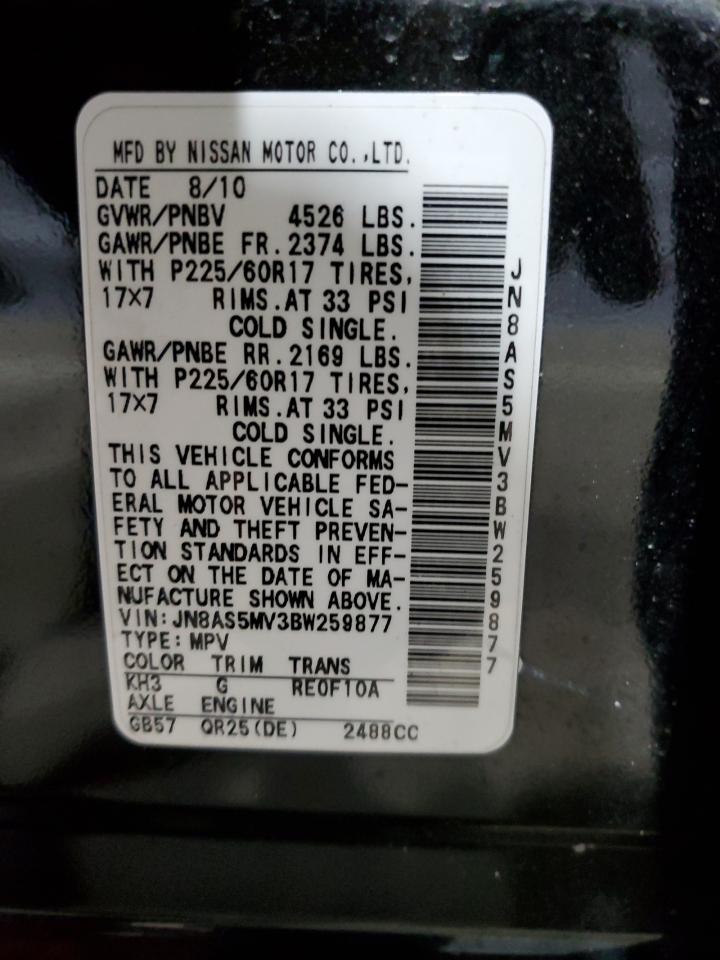 MFD BY NISSAN MOTOR CO.,LTD.
DATE 8/10
GVWR/PNBV 4526 LBS.
GAWR/PNBE FR.2374 LBS.
WITH P225/60R17 TIRES,
17X7 RIMS.AT 33 PSI
COLD SINGLE.
GAWR/PNBE RR.2169 LBS.
WITH P225/60R17 TIRES,
17X7 RIMS.AT 33 PSI
COLD SINGLE.
THIS VEHICLE CONFORMS
TO ALL APPLICABLE FED-
ERAL MOTOR VEHICLE SA-
FETY AND THEFT PREVEN-
TION STANDARDS IN EFF-
ECT ON THE DATE OF MA-
NUFACTURE SHOWN ABOVE.
VIN:JN8AS5MV3BW259877
TYPE:MPV
COLOR TRIM TRANS
KH3 G RE0F10A
AXLE ENGINE
GB57 QR25(DE) 2488CC
JN8AS5MV3BW259877